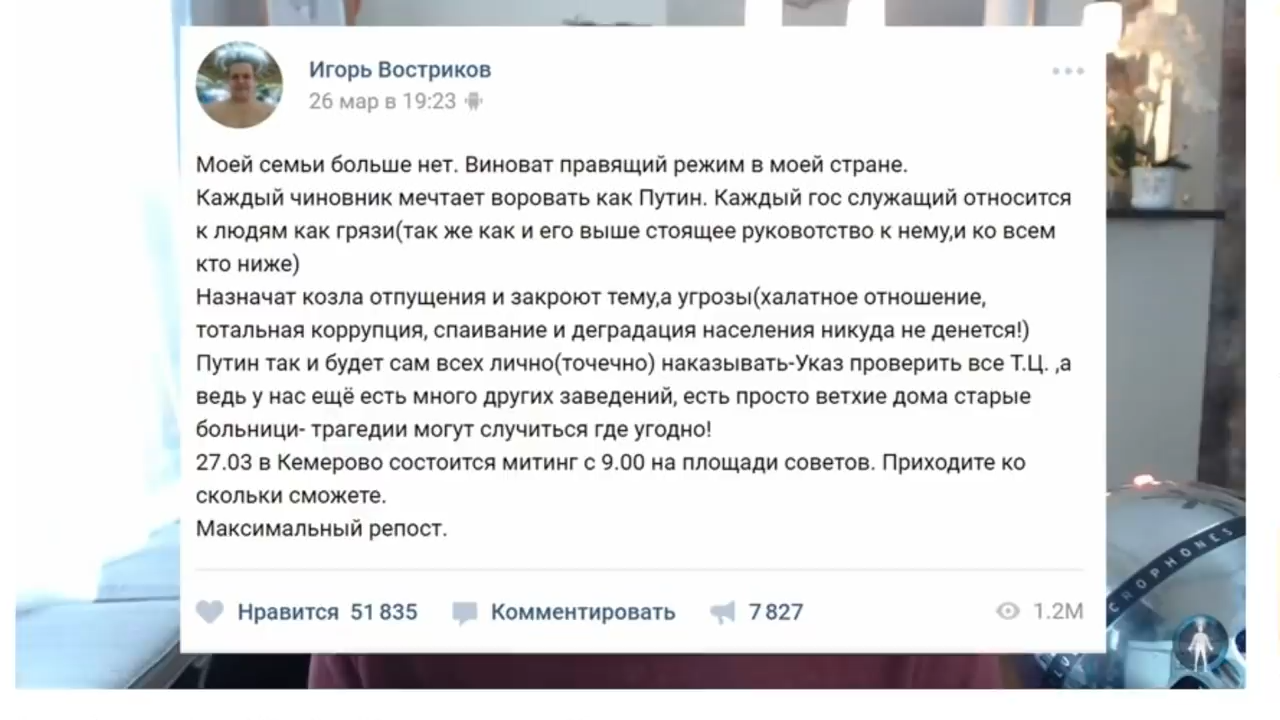 Игорь Востриков
26 мар в 19:23
Моей семьи больше нет. Виноват правящий режим в моей стране.
Каждый чиновник мечтает воровать как Путин. Каждый гос служащий относится
к людям как грязи(так же как и его выше стоящее руковотство к нему,и ко всем
кто ниже)
Назначат козла отпущения и закроют тему,а угрозы(халатное отношение,
тотальная коррупция, спаивание и деградация населения никуда не денется!)
Путин так и будет сам всех лично(точечно) наказывать-Указ проверить все Т.Ц. ,а
ведь у нас ещё есть много других заведений, есть просто ветхие дома старые
больници- трагедии могут случиться где угодно!
27.03 в Кемерово состоится митинг с 9.00 на площади советов. Приходите ко
скольки сможете.
Максимальный репост.
Нравится 51 835 Комментировать 7 827 1.2M
CROPHONES